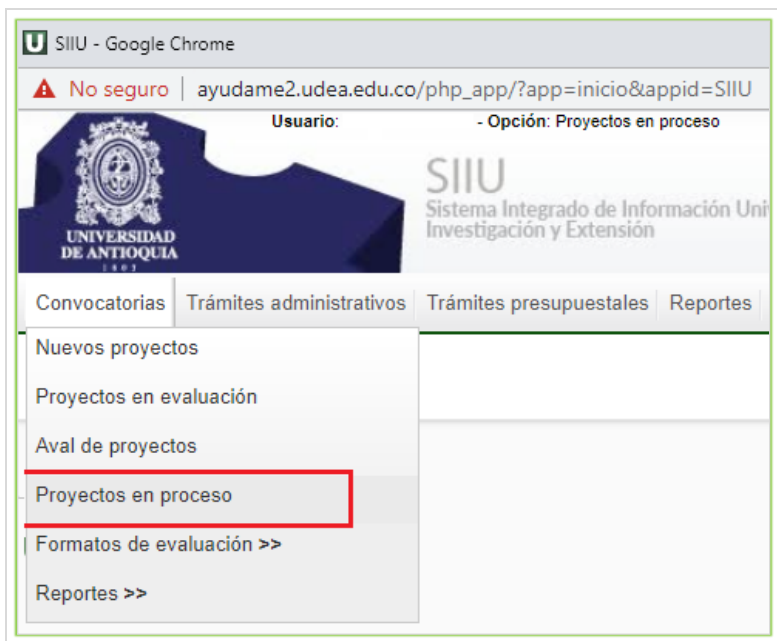 SIIU - Google Chrome
No seguro | ayudame2.udea.edu.co/php_app/?app=inicio&appid=SIIU
Usuario: - Opción: Proyectos en proceso
SIIU
Sistema Integrado de Información Uni
Investigación y Extensión
UNIVERSIDAD
DE ANTIOQUIA
1803
Convocatorias Trámites administrativos Trámites presupuestales Reportes
Nuevos proyectos
Proyectos en evaluación
Aval de proyectos
Proyectos en proceso
Formatos de evaluación >>
Reportes >>